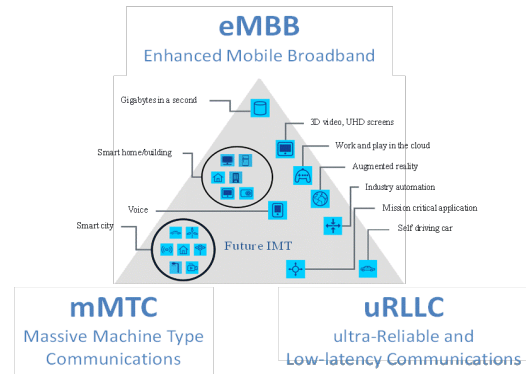 eMBB
Enhanced Mobile Broadband
Gigabytes in a second
3D video, UHD screens
Smart home/building
Work and play in the cloud
Augmented reality
Industry automation
Voice
Mission critical application
Smart city
Self driving car
Future IMT
mMTC
Massive Machine Type
Communications
uRLLC
ultra-Reliable and
Low-latency Communications